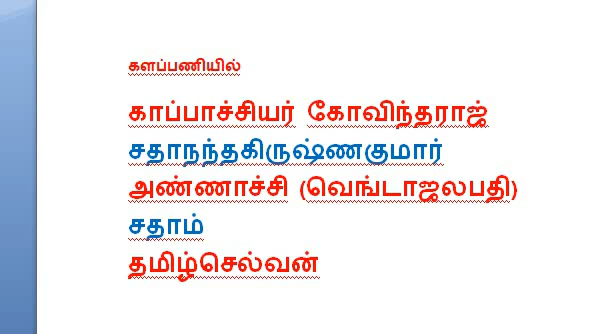 களப்பணியில்
காப்பாச்சியர் கோவிந்தராஜ்
சதாநந்தகிருஷ்ணகுமார்
அண்ணாச்சி (வெங்டாஜலபதி)
சதாம்
தமிழ்செல்வன்